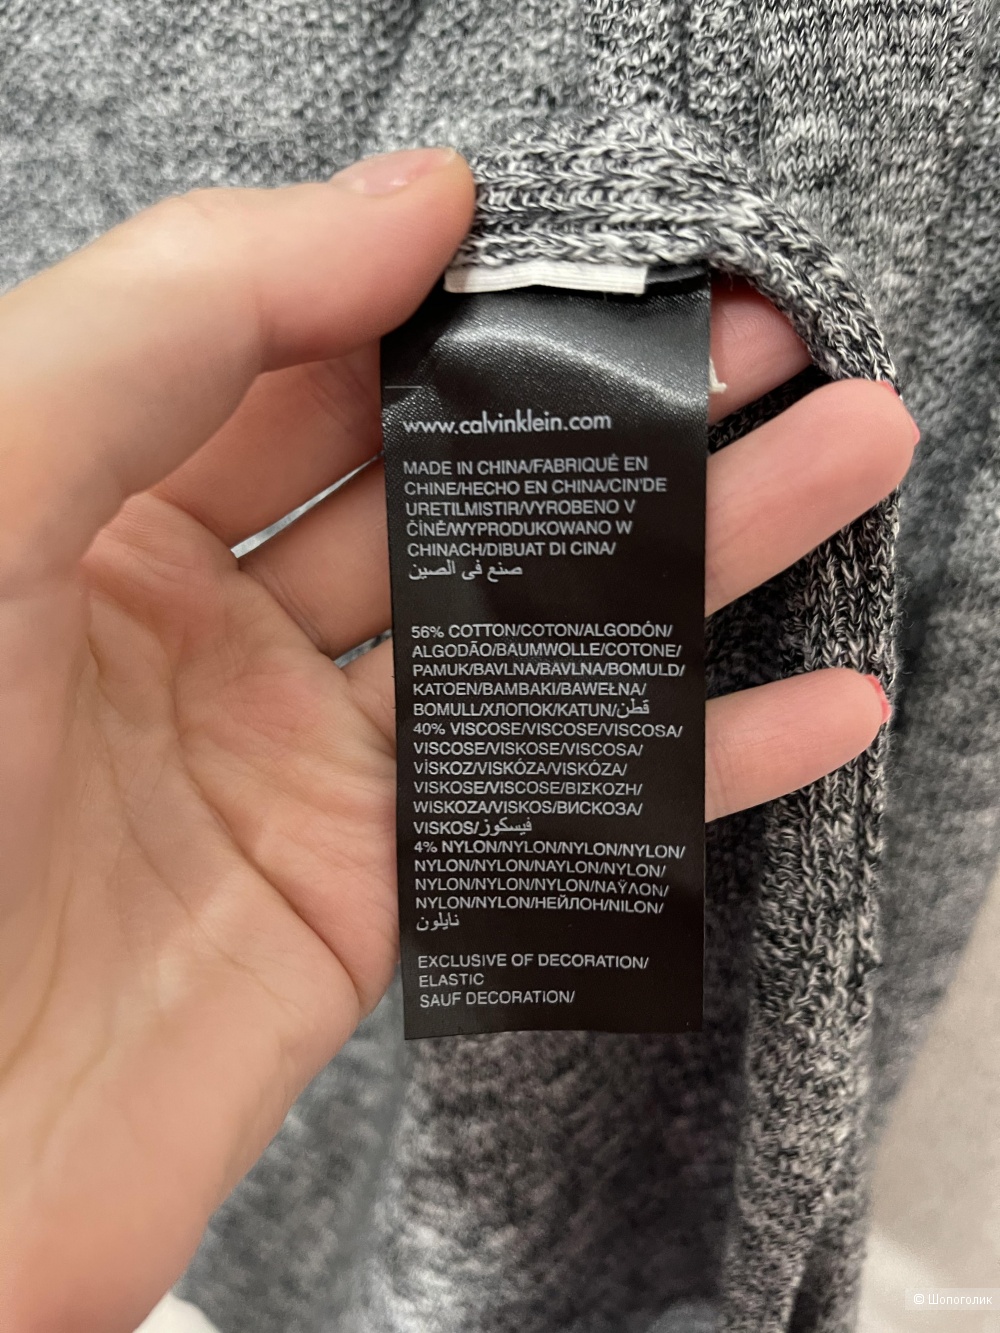 www.calvinklein.com
MADE IN CHINA/FABRIQUÉ EN
CHINE/HECHO EN CHINA/CIN'DE
URETILMISTIR/VYROBENO V
ČÍNĚ/WYPRODUKOWANO W
CHINACH/DIBUAT DI CINA/
صنع في الصين
56% COTTON/COTON/ALGODÓN/
ALGODÃO/BAUMWOLLE/COTONE/
PAMUK/BAVLNA/BAVLNA/BOMULD/
KATOEN/BAMBAKI/BAWEŁNA/
BOMULL/ХЛОПОК/KATUN/قطن
40% VISCOSE/VISCOSE/VISCOSA/
VISCOSE/VISKOSE/VISCOSA/
VİSKOZ/VISKÓZA/VISKÓZA/
VISKOSE/VISCOSE/ΒΙΣΚΟΖΗ/
WISKOZA/VISKOS/ВИСКОЗА/
VISKOS/فيسكوز
4% NYLON/NYLON/NYLON/NYLON/
NYLON/NYLON/NAYLON/NYLON/
NYLON/NYLON/NYLON/ΝΑΫΛΟΝ/
NYLON/NYLON/НЕЙЛОН/NILON/
نايلون
EXCLUSIVE OF DECORATION/
ELASTIC
SAUF DECORATION/
© Шопоголик